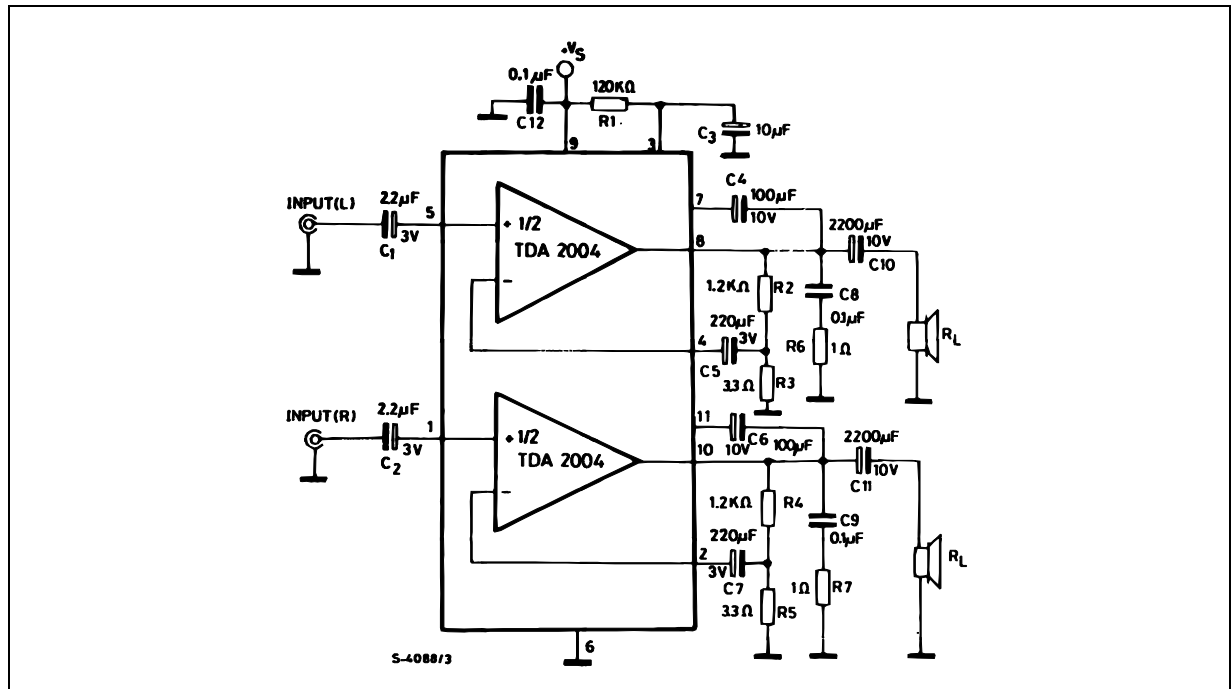 +VS
0.1µF
C12
120KΩ
R1
C3
10µF
9
3
INPUT(L)
2.2µF
3V
C1
5
+ 1/2
TDA 2004
−
7
C4
100µF
10V
8
2200µF
10V
C10
1.2KΩ
R2
C8
0.1µF
220µF
3V
4
C5
R6
1Ω
3.3Ω
R3
RL
INPUT(R)
2.2µF
3V
C2
1
+ 1/2
TDA 2004
−
11
C6
10V
100µF
10
2200µF
10V
C11
1.2KΩ
R4
C9
0.1µF
220µF
2
3V
C7
1Ω
R7
3.3Ω
R5
RL
6
S-4088/3